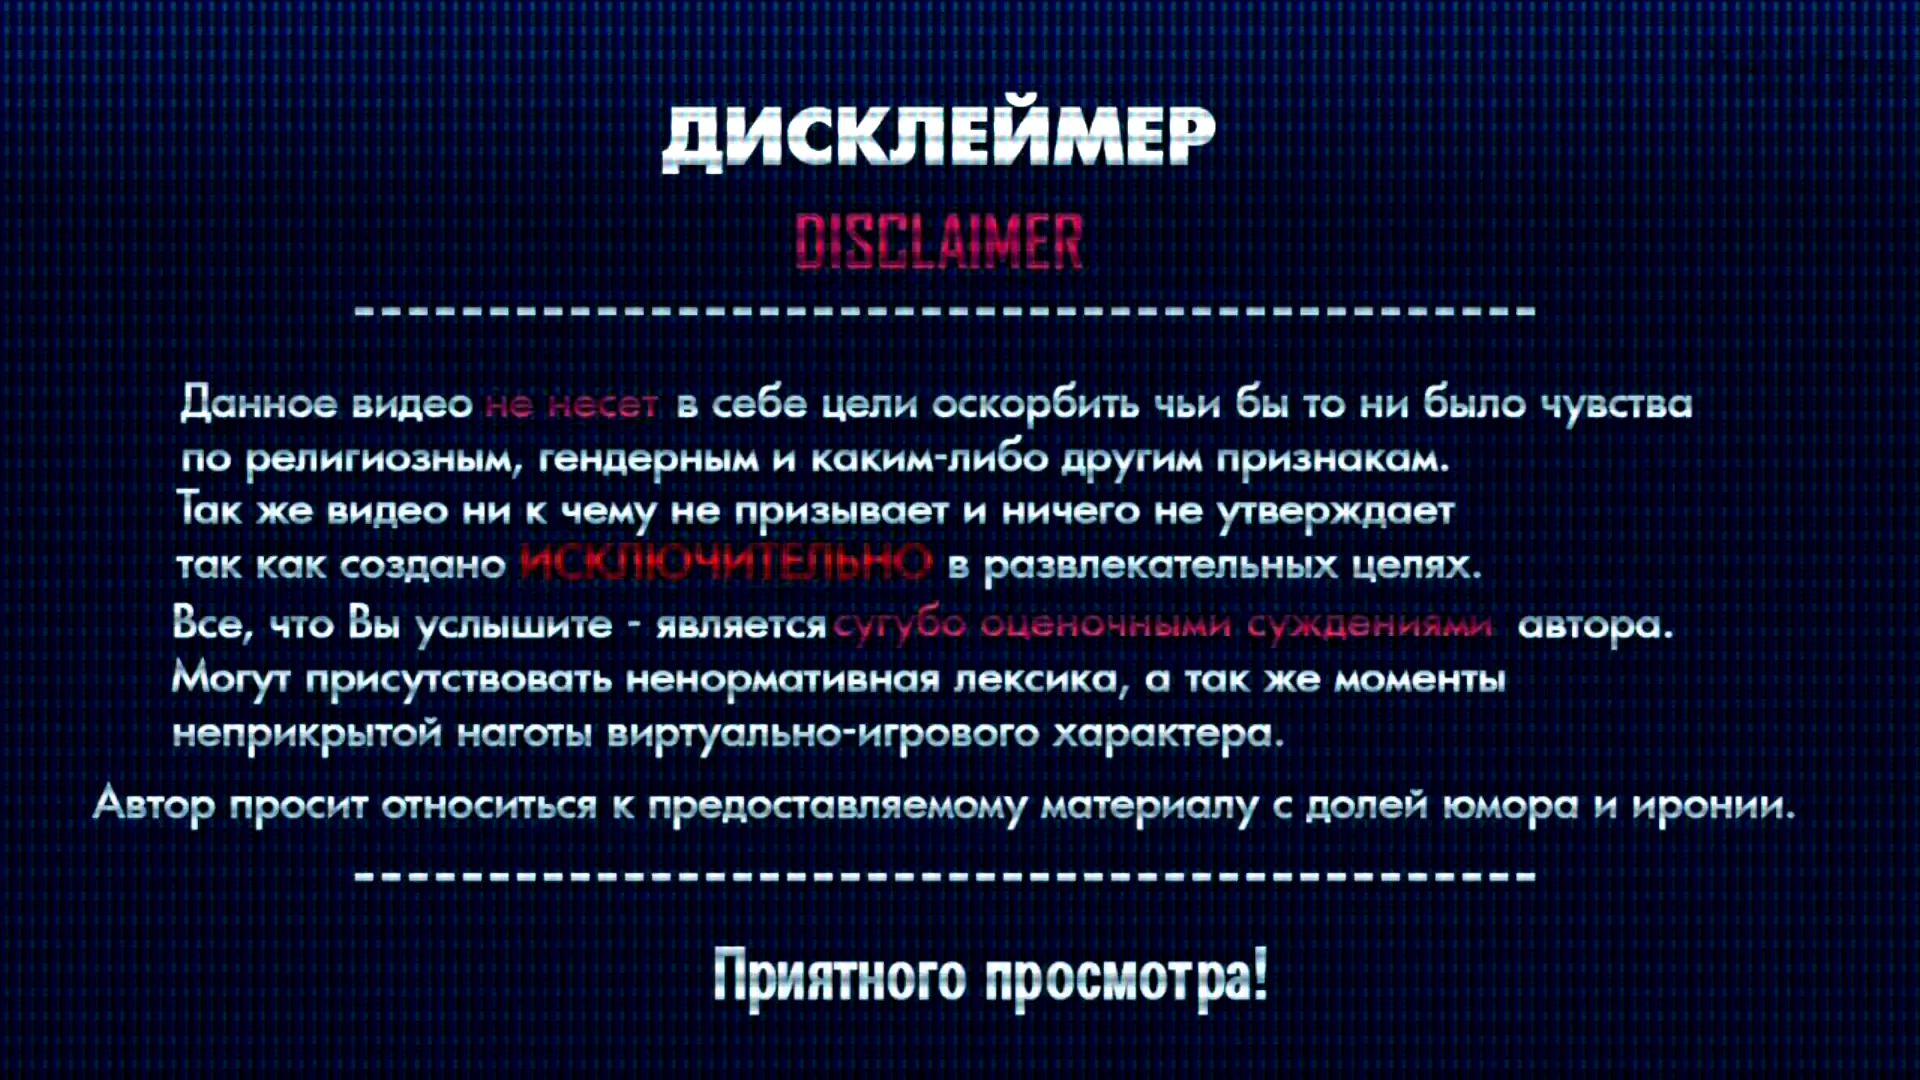 ДИСКЛЕЙМЕР
DISCLAIMER
Данное видео не несет в себе цели оскорбить чьи бы то ни было чувства
по религиозным, гендерным и каким-либо другим признакам.
Так же видео ни к чему не призывает и ничего не утверждает
так как создано ИСКЛЮЧИТЕЛЬНО в развлекательных целях.
Все, что Вы услышите - является сугубо оценочными суждениями автора.
Могут присутствовать ненормативная лексика, а так же моменты
неприкрытой наготы виртуально-игрового характера.
Автор просит относиться к предоставляемому материалу с долей юмора и иронии.
Приятного просмотра!